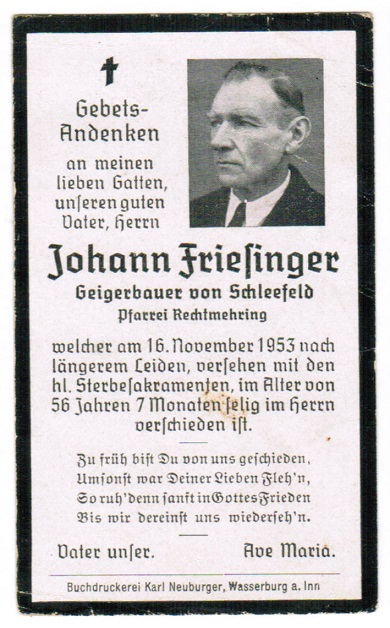 Gebets-
Andenken
an meinen
lieben Gatten,
unseren guten
Vater, Herrn
Johann Friesinger
Geigerbauer von Schleefeld
Pfarrei Rechtmehring
welcher am 16. November 1953 nach
längerem Leiden, versehen mit den
hl. Sterbesakramenten, im Alter von
56 Jahren 7 Monaten selig im Herrn
verschieden ist.
Zu früh bist Du von uns geschieden,
Umsonst war Deiner Lieben Fleh'n,
So ruh' denn sanft in Gottes Frieden
Bis wir dereinst uns wiederseh'n.
Vater unser. Ave Maria.
Buchdruckerei Karl Neuburger, Wasserburg a. Inn